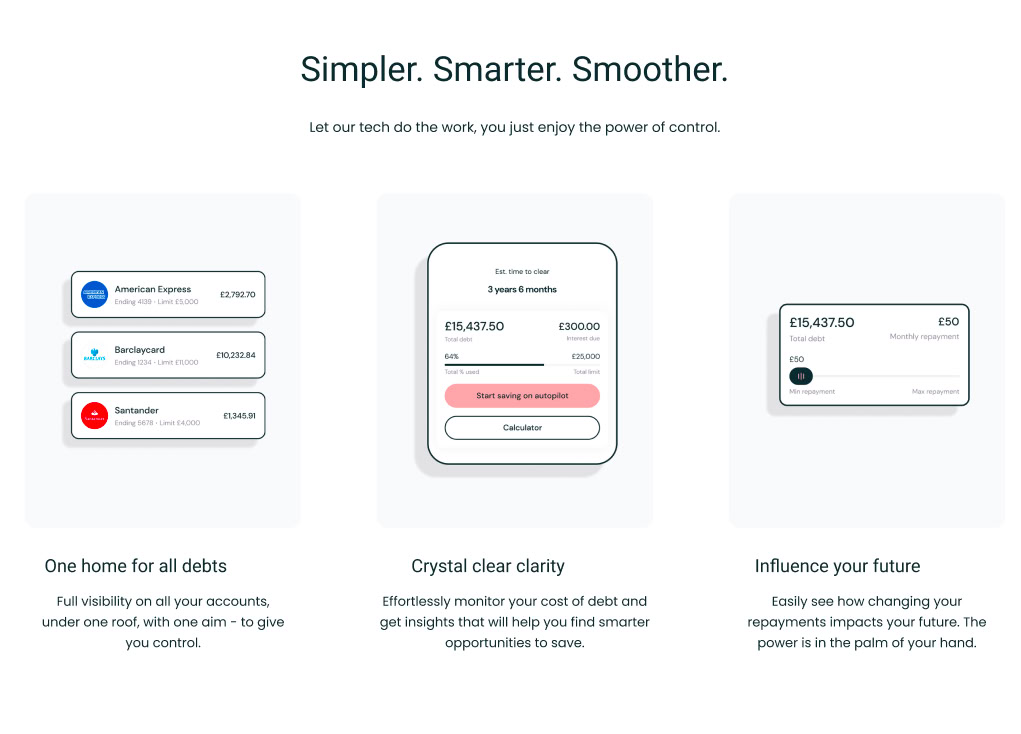 Simpler. Smarter. Smoother.
Let our tech do the work, you just enjoy the power of control.
American Express
Ending 4139 · Limit £5,000
£2,792.70
Barclaycard
Ending 1234 · Limit £11,000
£10,232.84
BARCLAYS
Santander
Ending 5678 · Limit £4,000
£1,345.91
Est. time to clear
3 years 6 months
£15,437.50 £300.00
Total debt Interest due
64% £25,000
Total % used Total limit
Start saving on autopilot
Calculator
£15,437.50 £50
Total debt Monthly repayment
£50
Min repayment Max repayment
One home for all debts
Full visibility on all your accounts,
under one roof, with one aim - to give
you control.
Crystal clear clarity
Effortlessly monitor your cost of debt and
get insights that will help you find smarter
opportunities to save.
Influence your future
Easily see how changing your
repayments impacts your future. The
power is in the palm of your hand.